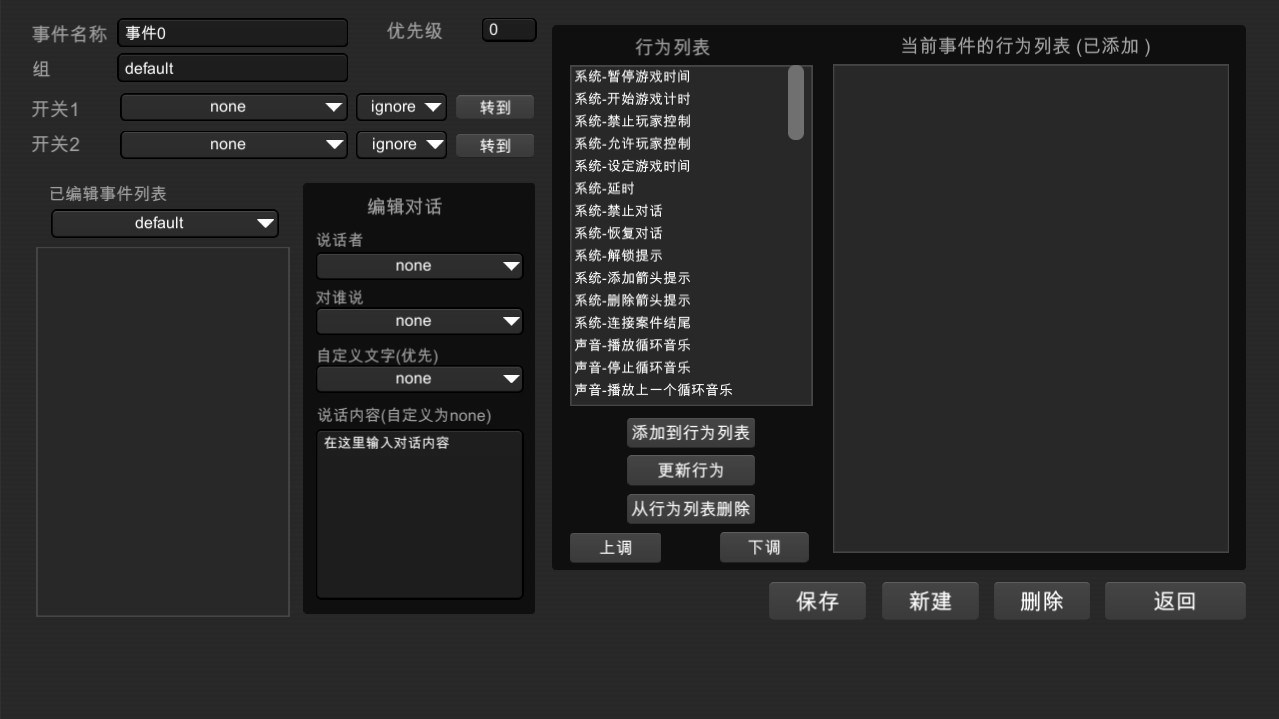 事件名称
事件0
优先级
0
组
default
开关1
none
ignore
转到
开关2
none
ignore
转到
已编辑事件列表
default
编辑对话
说话者
none
对谁说
none
自定义文字(优先)
none
说话内容(自定义为none)
在这里输入对话内容
行为列表
系统-暂停游戏时间
系统-开始游戏计时
系统-禁止玩家控制
系统-允许玩家控制
系统-设定游戏时间
系统-延时
系统-禁止对话
系统-恢复对话
系统-解锁提示
系统-添加箭头提示
系统-删除箭头提示
系统-连接案件结尾
声音-播放循环音乐
声音-停止循环音乐
声音-播放上一个循环音乐
添加到行为列表
更新行为
从行为列表删除
上调
下调
当前事件的行为列表 (已添加 )
保存
新建
删除
返回